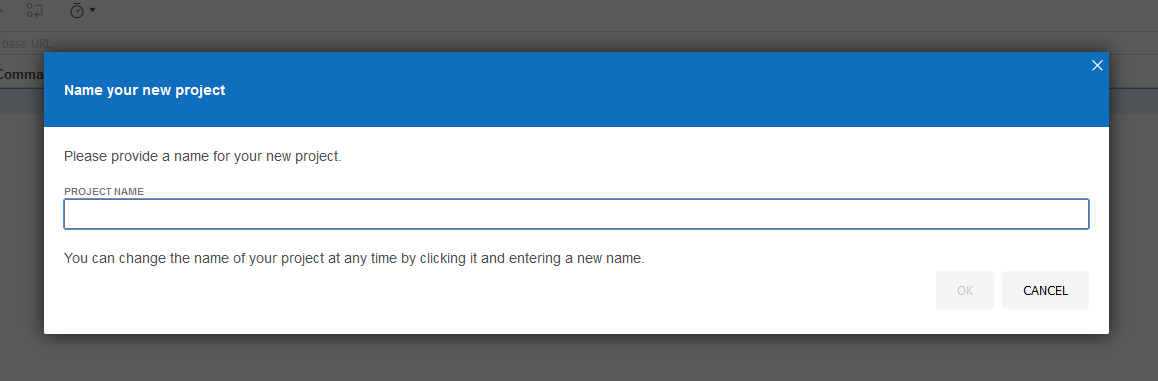 base URL
Comma
Name your new project
Please provide a name for your new project.
PROJECT NAME
You can change the name of your project at any time by clicking it and entering a new name.
OK CANCEL